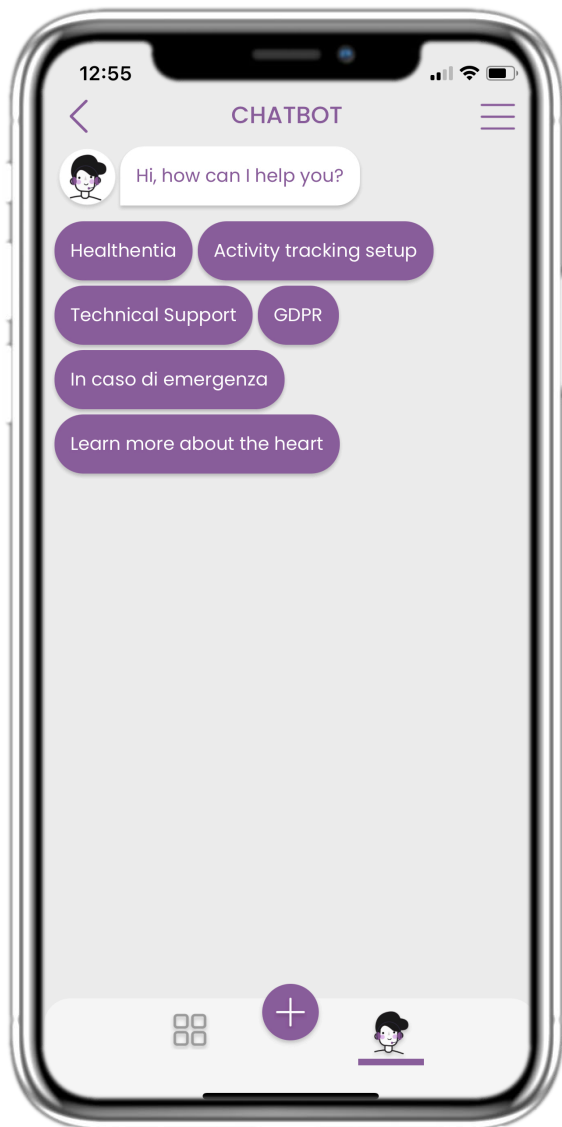 12:55
CHATBOT
Hi, how can I help you?
Healthentia
Activity tracking setup
Technical Support
GDPR
In caso di emergenza
Learn more about the heart